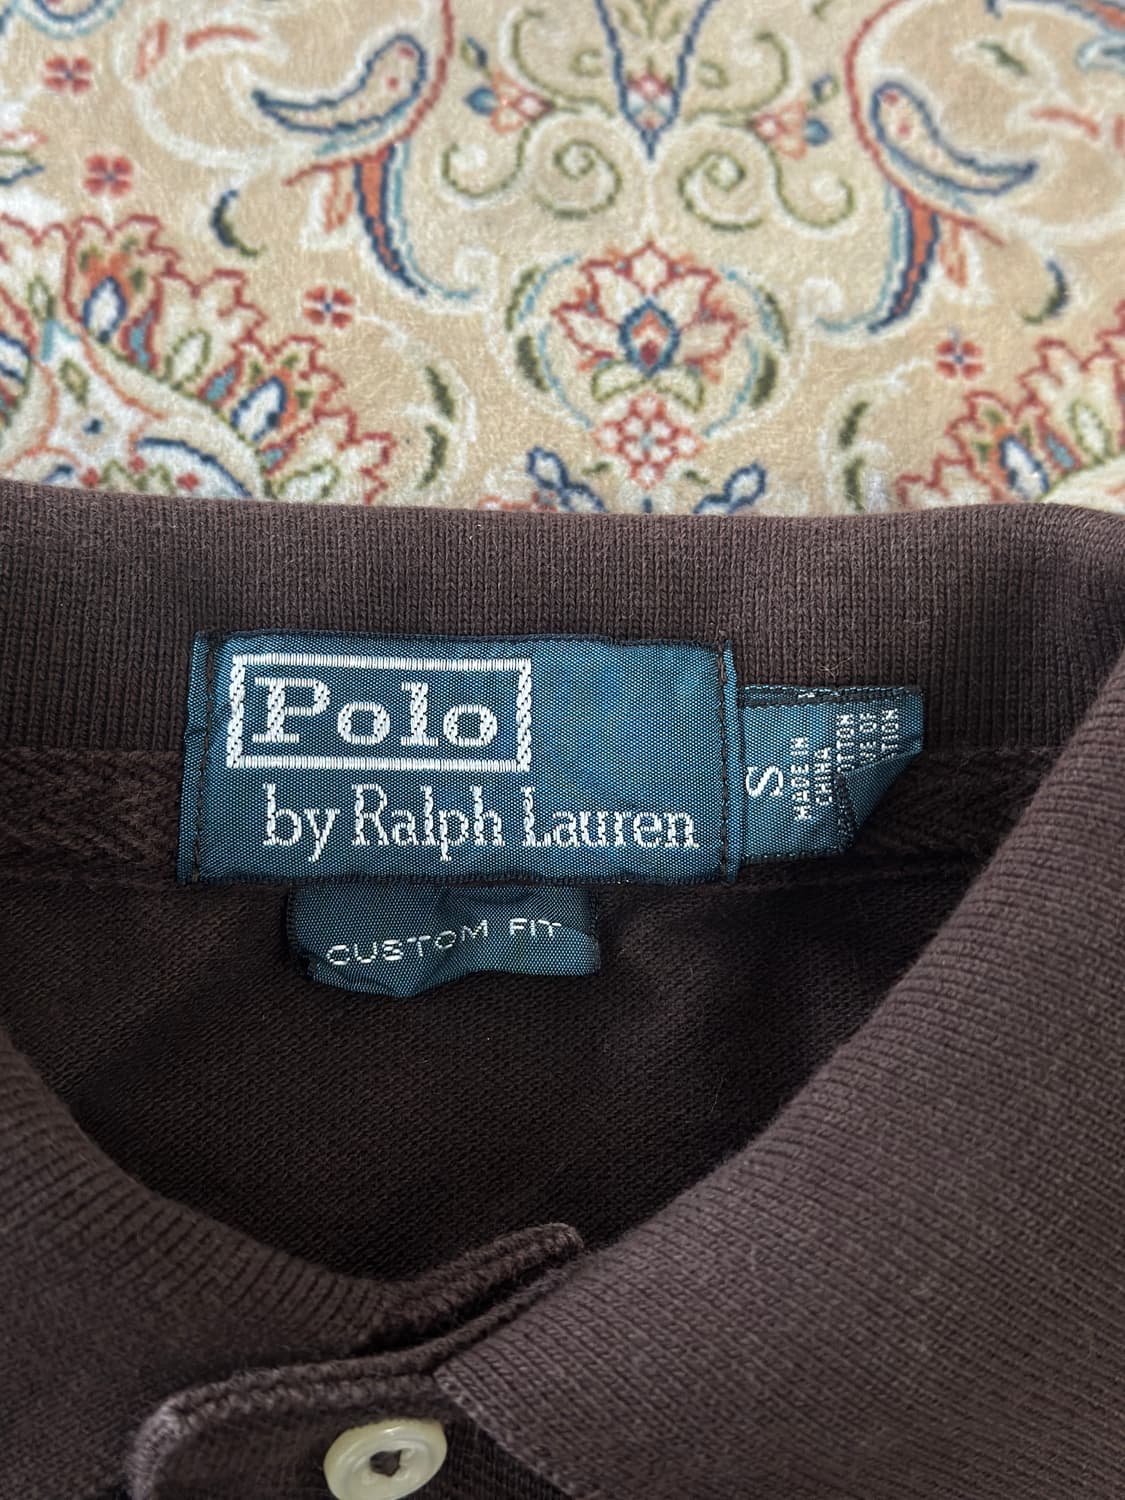 Polo
by Ralph Lauren
S
MADE IN
CHINA
CUSTOM FIT